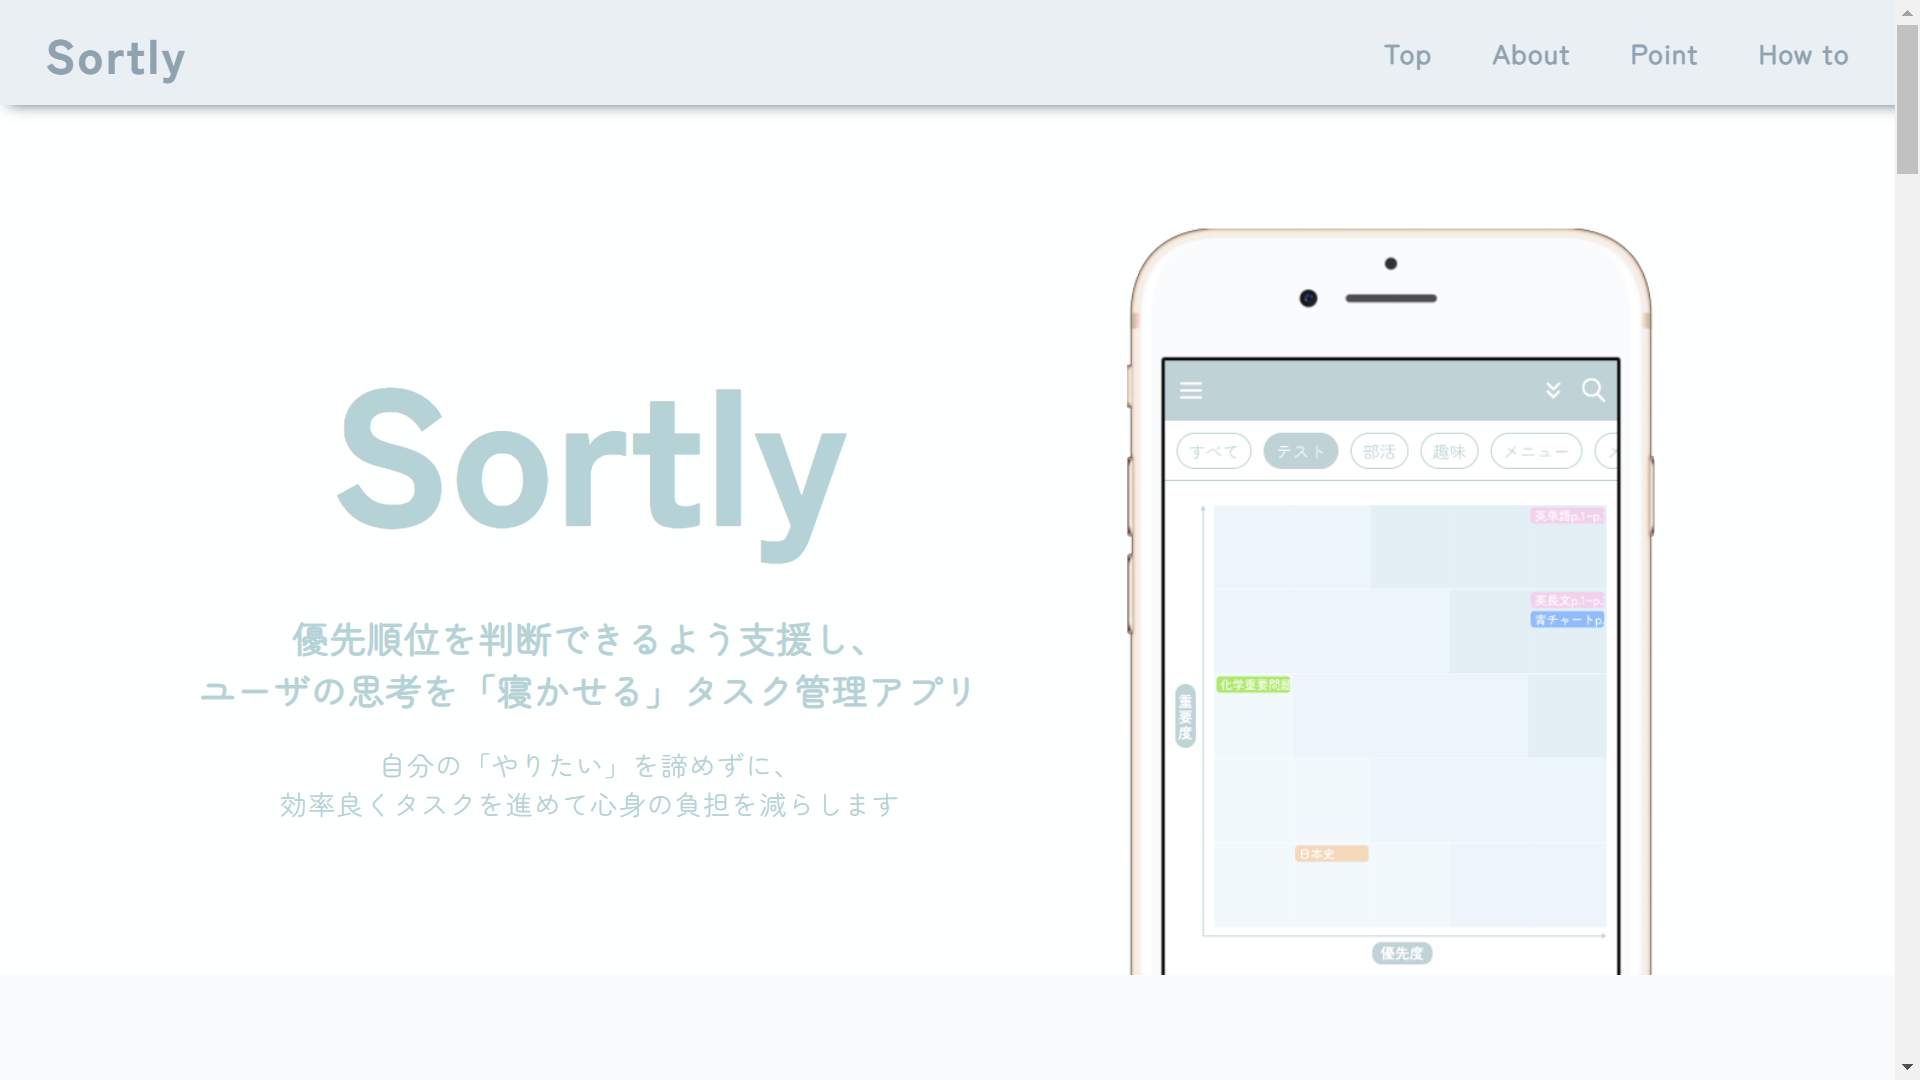 Sortly
Top
About
Point
How to
Sortly
優先順位を判断できるよう支援し、
ユーザの思考を「寝かせる」タスク管理アプリ
自分の「やりたい」を諦めずに、
効率良くタスクを進めて心身の負担を減らします
すべて
テスト
部活
趣味
メニュー
英単語p.1~p.
英長文p.1~p.
青チャートp.
化学重要問題
重要度
日本史
優先度